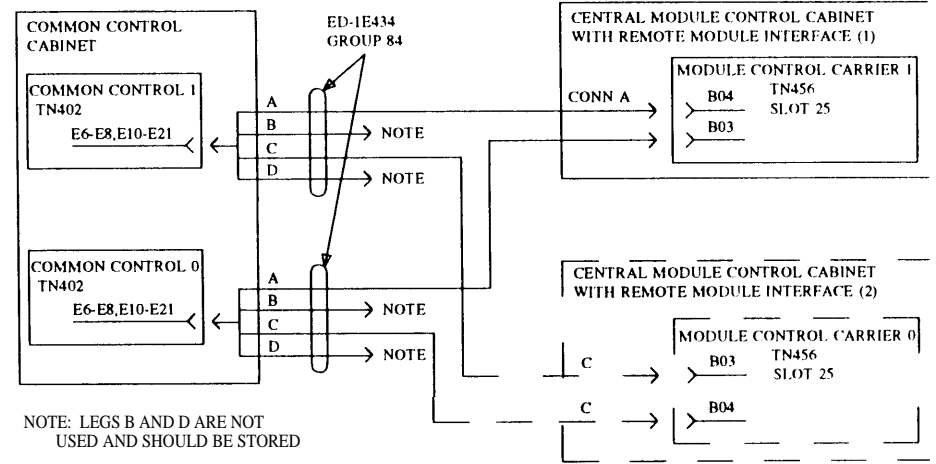 COMMON CONTROL
CABINET
COMMON CONTROL 1
TN402
E6-E8,E10-E21
COMMON CONTROL 0
TN402
E6-E8,E10-E21
ED-1E434
GROUP 84
A
B
C
D
NOTE
NOTE
A
B
C
D
NOTE
NOTE
CENTRAL MODULE CONTROL CABINET
WITH REMOTE MODULE INTERFACE (1)
CONN A
MODULE CONTROL CARRIER 1
B04
TN456
SLOT 25
B03
CENTRAL MODULE CONTROL CABINET
WITH REMOTE MODULE INTERFACE (2)
MODULE CONTROL CARRIER 0
C
B03
TN456
SLOT 25
C
B04
NOTE: LEGS B AND D ARE NOT
USED AND SHOULD BE STORED